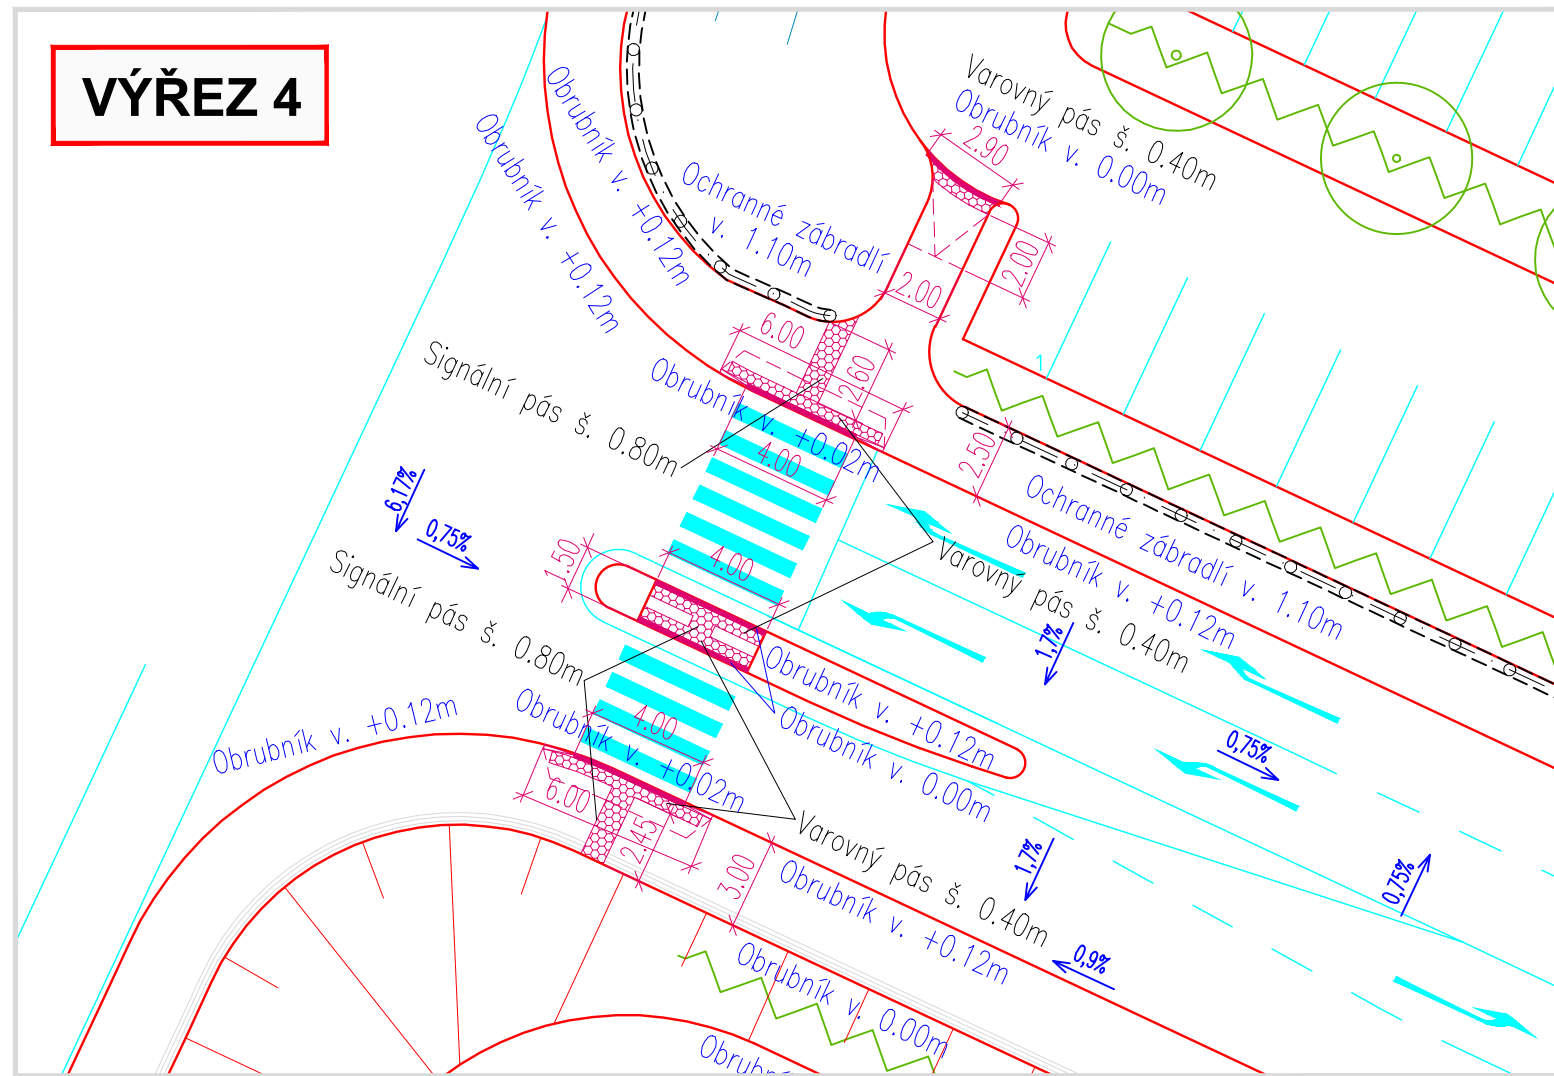 VÝŘEZ 4
Varovný pás š. 0.40m
Obrubník v. 0.00m
2.90
Obrubník v. +0.12m
Obrubník v. +0.12m
Ochranné zábradlí
v. 1.10m
2.00
2.00
6.00
2.60
Signální pás š. 0.80m
Obrubník v. +0.02m
4.00
2.50
1
Ochranné zábradlí v. 1.10m
Obrubník v. +0.12m
6,17%
0,75%
1.50
4.00
Varovný pás š. 0.40m
1,7%
Signální pás š. 0.80m
Obrubník v. +0.12m
Obrubník v. 0.00m
0,75%
Obrubník v. +0.12m
Obrubník v. +0.02m
4.00
6.00
2.45
3.00
Varovný pás š. 0.40m
Obrubník v. +0.12m
1,7%
0,75%
0,9%
Obrubník v. 0.00m